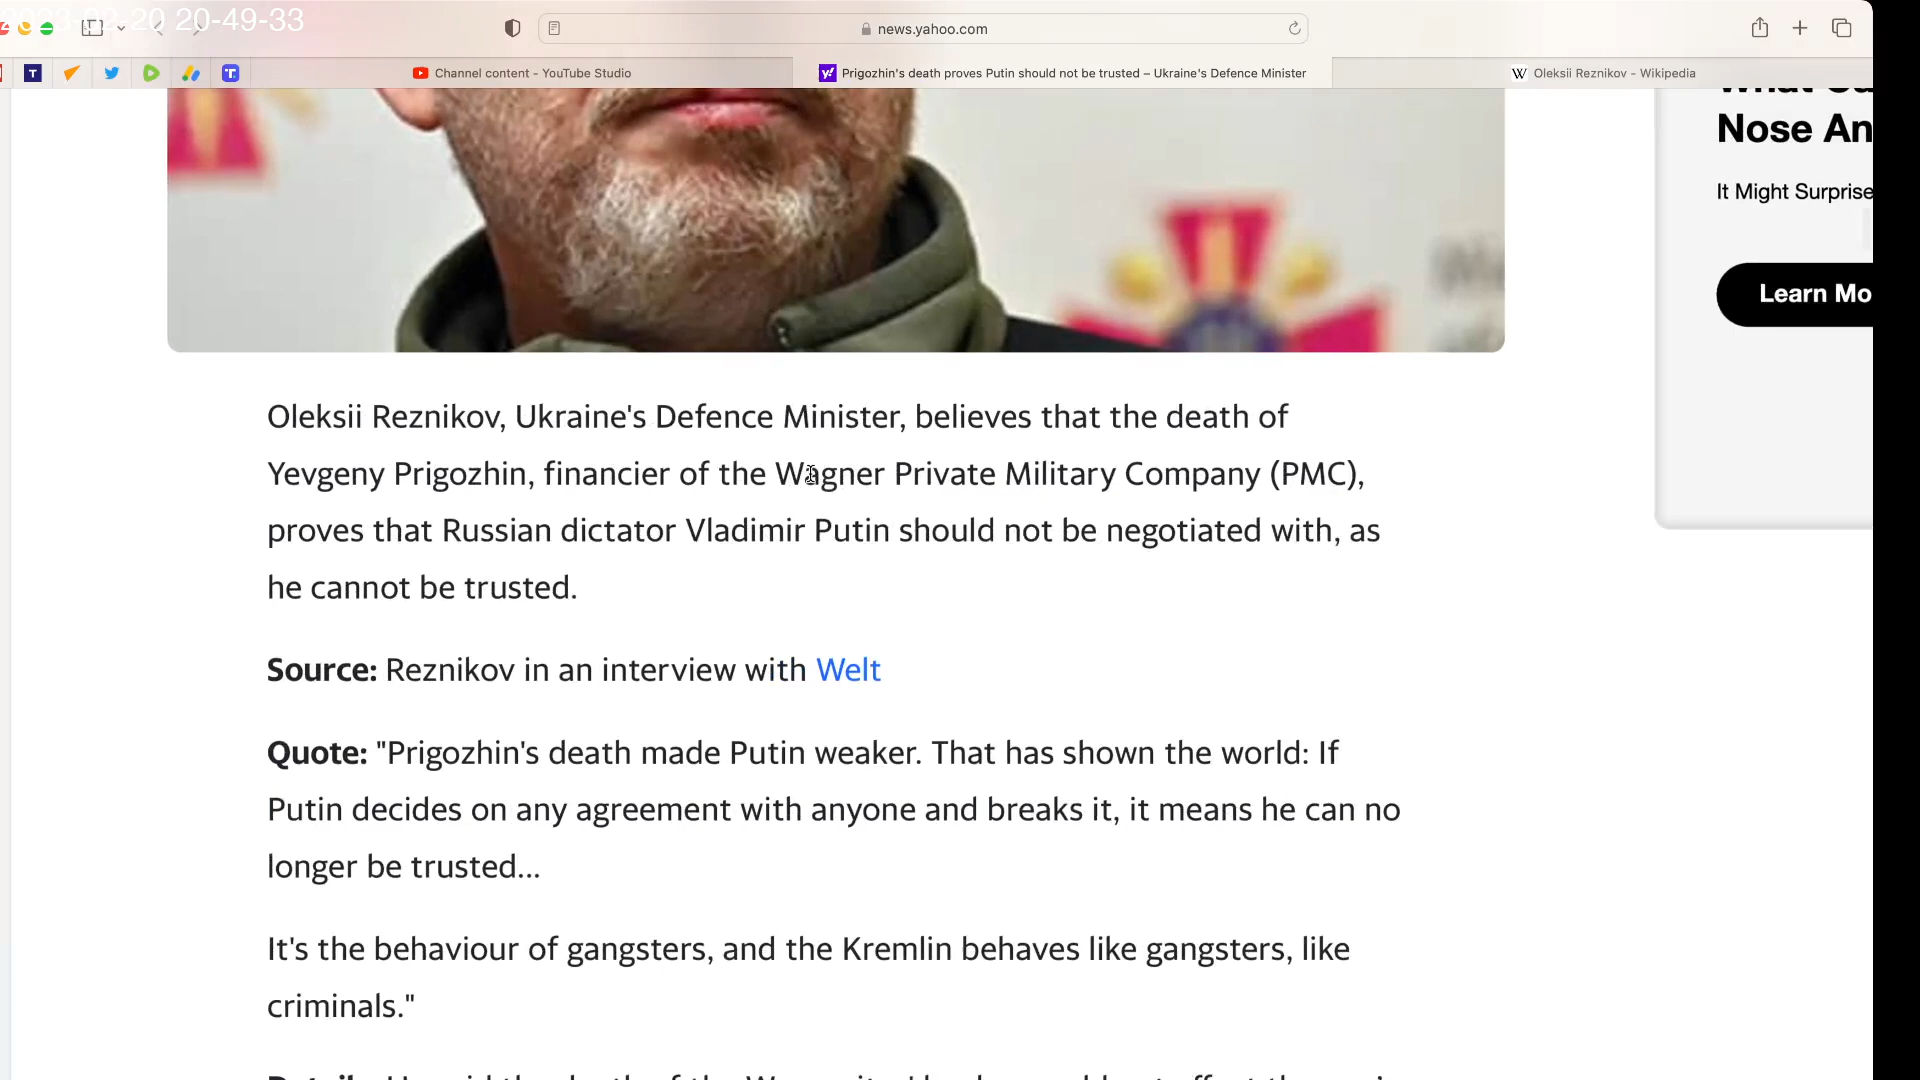 2023-02-20 20-49-33
news.yahoo.com
T
T
Channel content - YouTube Studio
y!
Prigozhin's death proves Putin should not be trusted – Ukraine's Defence Minister
W
Oleksii Reznikov - Wikipedia
Nose An
It Might Surprise
Learn Mo
Oleksii Reznikov, Ukraine's Defence Minister, believes that the death of
Yevgeny Prigozhin, financier of the Wagner Private Military Company (PMC),
proves that Russian dictator Vladimir Putin should not be negotiated with, as
he cannot be trusted.
Source: Reznikov in an interview with Welt
Quote: "Prigozhin's death made Putin weaker. That has shown the world: If
Putin decides on any agreement with anyone and breaks it, it means he can no
longer be trusted...
It's the behaviour of gangsters, and the Kremlin behaves like gangsters, like
criminals."